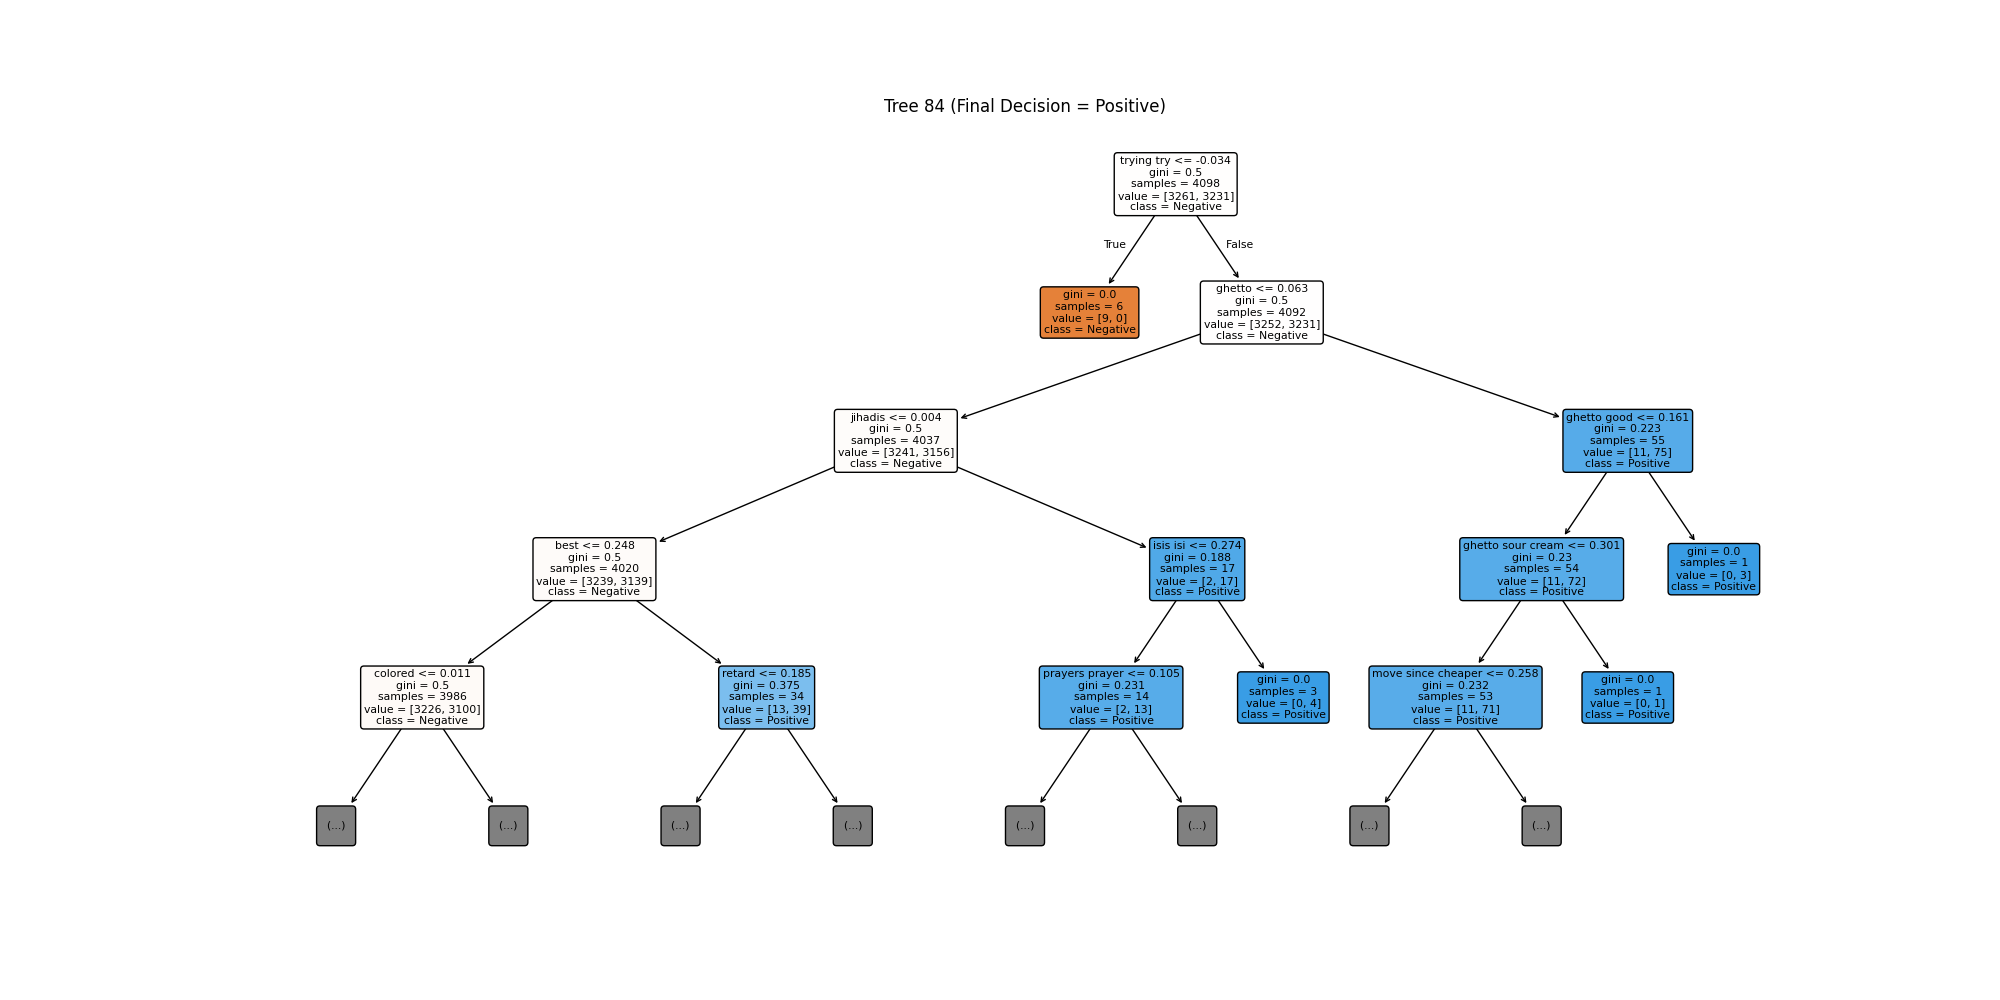 Tree 84 (Final Decision = Positive)
trying try <= -0.034
gini = 0.5
samples = 4098
value = [3261, 3231]
class = Negative
True
False
gini = 0.0
samples = 6
value = [9, 0]
class = Negative
ghetto <= 0.063
gini = 0.5
samples = 4092
value = [3252, 3231]
class = Negative
jihadis <= 0.004
gini = 0.5
samples = 4037
value = [3241, 3156]
class = Negative
ghetto good <= 0.161
gini = 0.223
samples = 55
value = [11, 75]
class = Positive
best <= 0.248
gini = 0.5
samples = 4020
value = [3239, 3139]
class = Negative
isis isi <= 0.274
gini = 0.188
samples = 17
value = [2, 17]
class = Positive
ghetto sour cream <= 0.301
gini = 0.23
samples = 54
value = [11, 72]
class = Positive
gini = 0.0
samples = 1
value = [0, 3]
class = Positive
colored <= 0.011
gini = 0.5
samples = 3986
value = [3226, 3100]
class = Negative
retard <= 0.185
gini = 0.375
samples = 34
value = [13, 39]
class = Positive
prayers prayer <= 0.105
gini = 0.231
samples = 14
value = [2, 13]
class = Positive
gini = 0.0
samples = 3
value = [0, 4]
class = Positive
move since cheaper <= 0.258
gini = 0.232
samples = 53
value = [11, 71]
class = Positive
gini = 0.0
samples = 1
value = [0, 1]
class = Positive
(...)
(...)
(...)
(...)
(...)
(...)
(...)
(...)